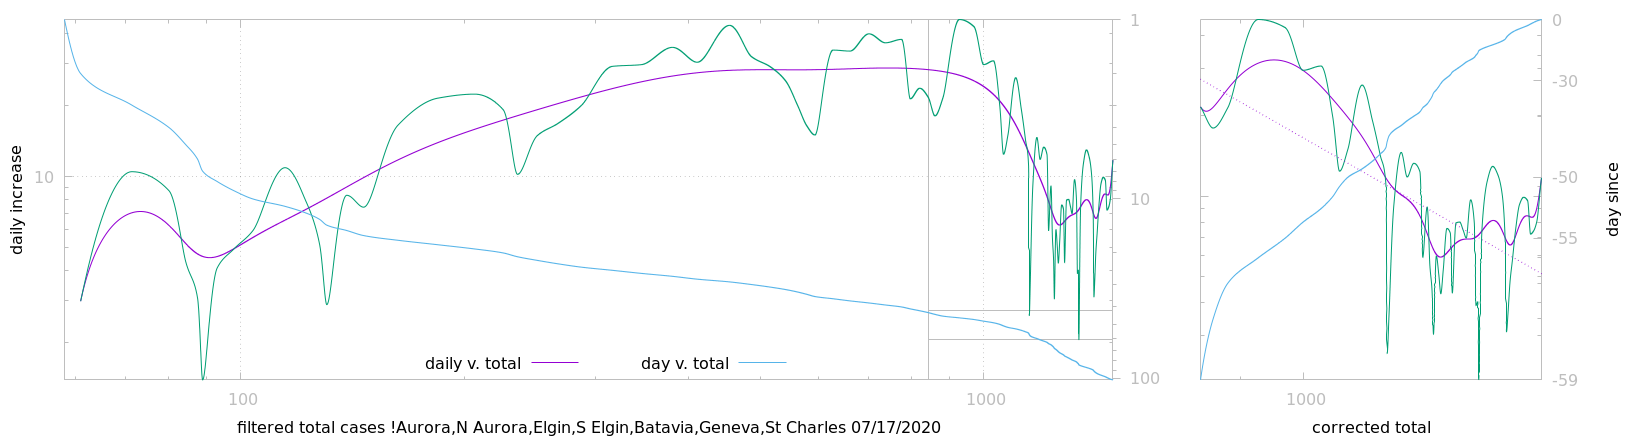 1
0
-30
10
10
-50
-55
daily increase
day since
daily v. total
day v. total
100
-59
100
1000
1000
filtered total cases !Aurora,N Aurora,Elgin,S Elgin,Batavia,Geneva,St Charles 07/17/2020
corrected total